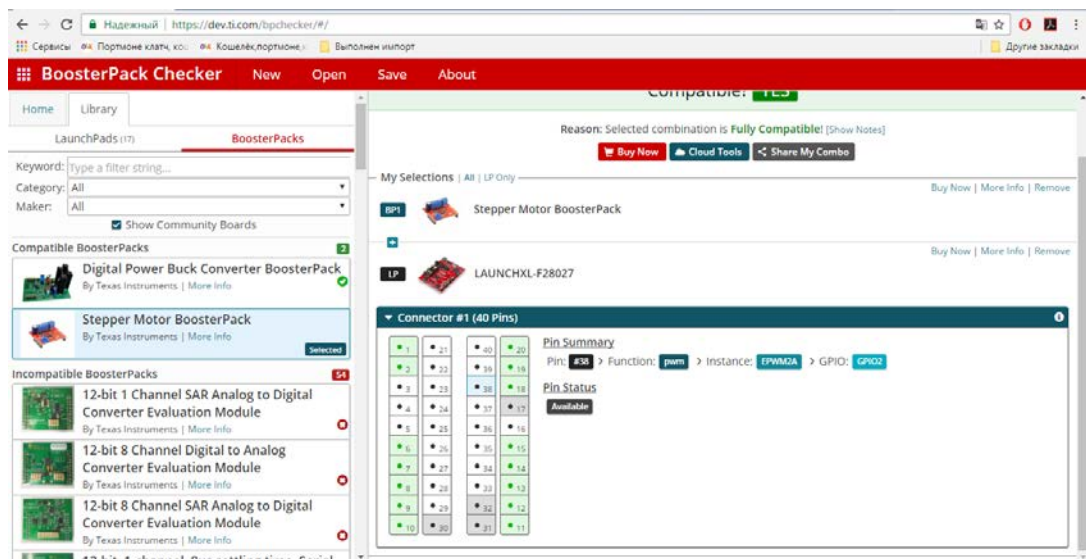 Надежный | https://dev.ti.com/bpchecker/#/
Сервисы
Портмоне клатч, ко
Кошелёк,портмоне,
Выполнен импорт
Другие закладки
BoosterPack Checker New Open Save About
Home Library
LaunchPads (17) BoosterPacks
Keyword: Type a filter string...
Category: All
Maker: All
Show Community Boards
Compatible BoosterPacks 2
Digital Power Buck Converter BoosterPack
By Texas Instruments | More Info
Stepper Motor BoosterPack
By Texas Instruments | More Info
Selected
Incompatible BoosterPacks 54
12-bit 1 Channel SAR Analog to Digital
Converter Evaluation Module
By Texas Instruments | More Info
12-bit 8 Channel Digital to Analog
Converter Evaluation Module
By Texas Instruments | More Info
12-bit 8 Channel SAR Analog to Digital
Converter Evaluation Module
By Texas Instruments | More Info
Compatible? YES
Reason: Selected combination is Fully Compatible! [Show Notes]
Buy Now Cloud Tools Share My Combo
My Selections | All | LP Only
Buy Now | More Info | Remove
BP1 Stepper Motor BoosterPack
+
Buy Now | More Info | Remove
LP LAUNCHXL-F28027
Connector #1 (40 Pins)
1 21 40 20
2 22 39 19
3 23 38 18
4 24 37 17
5 25 36 16
6 26 35 15
7 27 34 14
8 28 33 13
9 29 32 12
10 30 31 11
Pin Summary
Pin: #38 > Function: pwm > Instance: EPWM2A > GPIO: GPIO2
Pin Status
Available